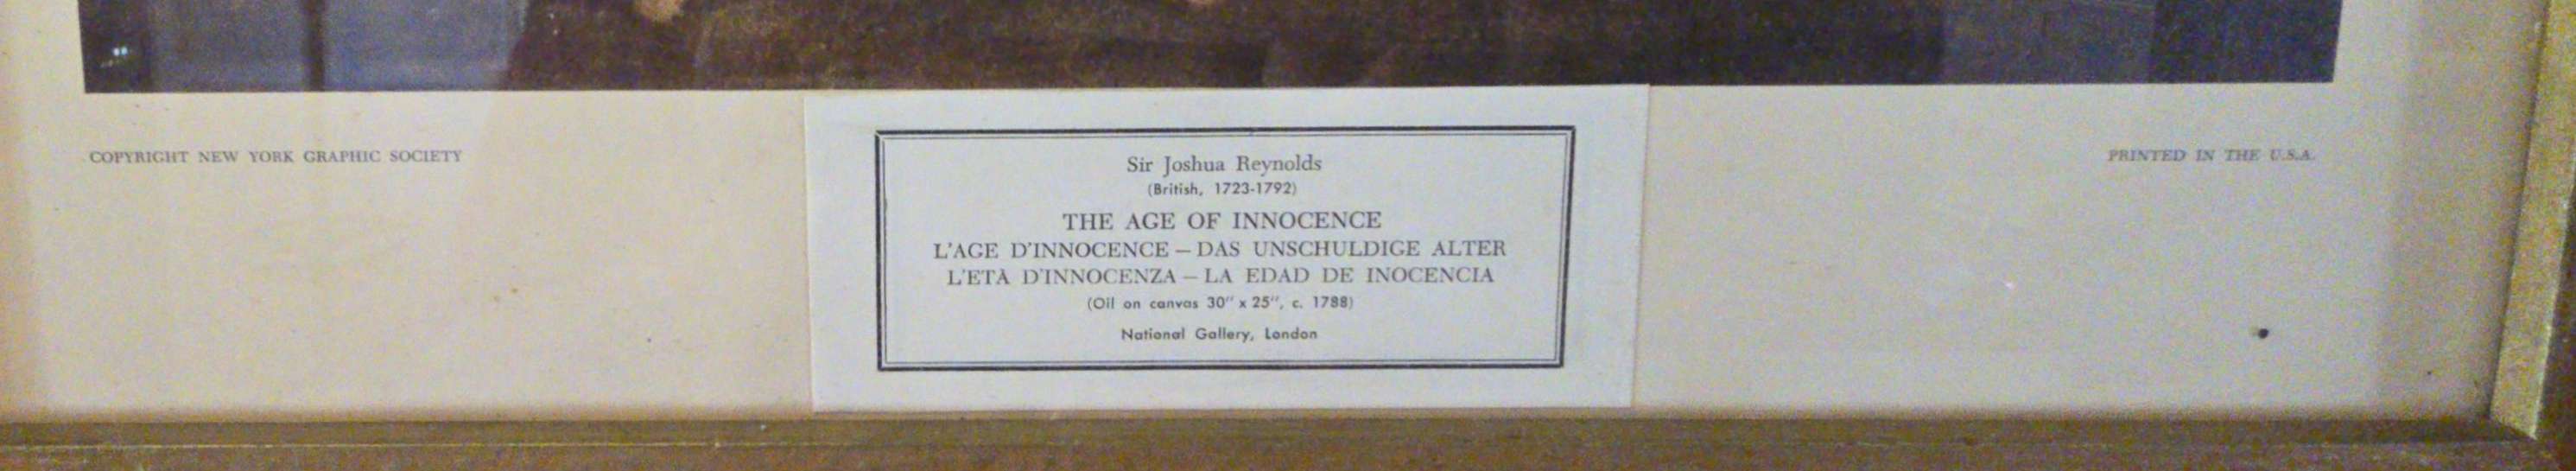 COPYRIGHT NEW YORK GRAPHIC SOCIETY
Sir Joshua Reynolds
(British, 1723-1792)
THE AGE OF INNOCENCE
L'AGE D'INNOCENCE – DAS UNSCHULDIGE ALTER
L'ETÀ D'INNOCENZA – LA EDAD DE INOCENCIA
(Oil on canvas 30" x 25", c. 1788)
National Gallery, London
PRINTED IN THE U.S.A.